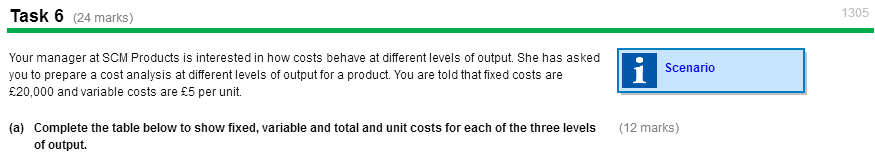 Task 6 (24 marks)
1305
Your manager at SCM Products is interested in how costs behave at different levels of output. She has asked
you to prepare a cost analysis at different levels of output for a product. You are told that fixed costs are
£20,000 and variable costs are £5 per unit.
Scenario
(a) Complete the table below to show fixed, variable and total and unit costs for each of the three levels
of output.
(12 marks)